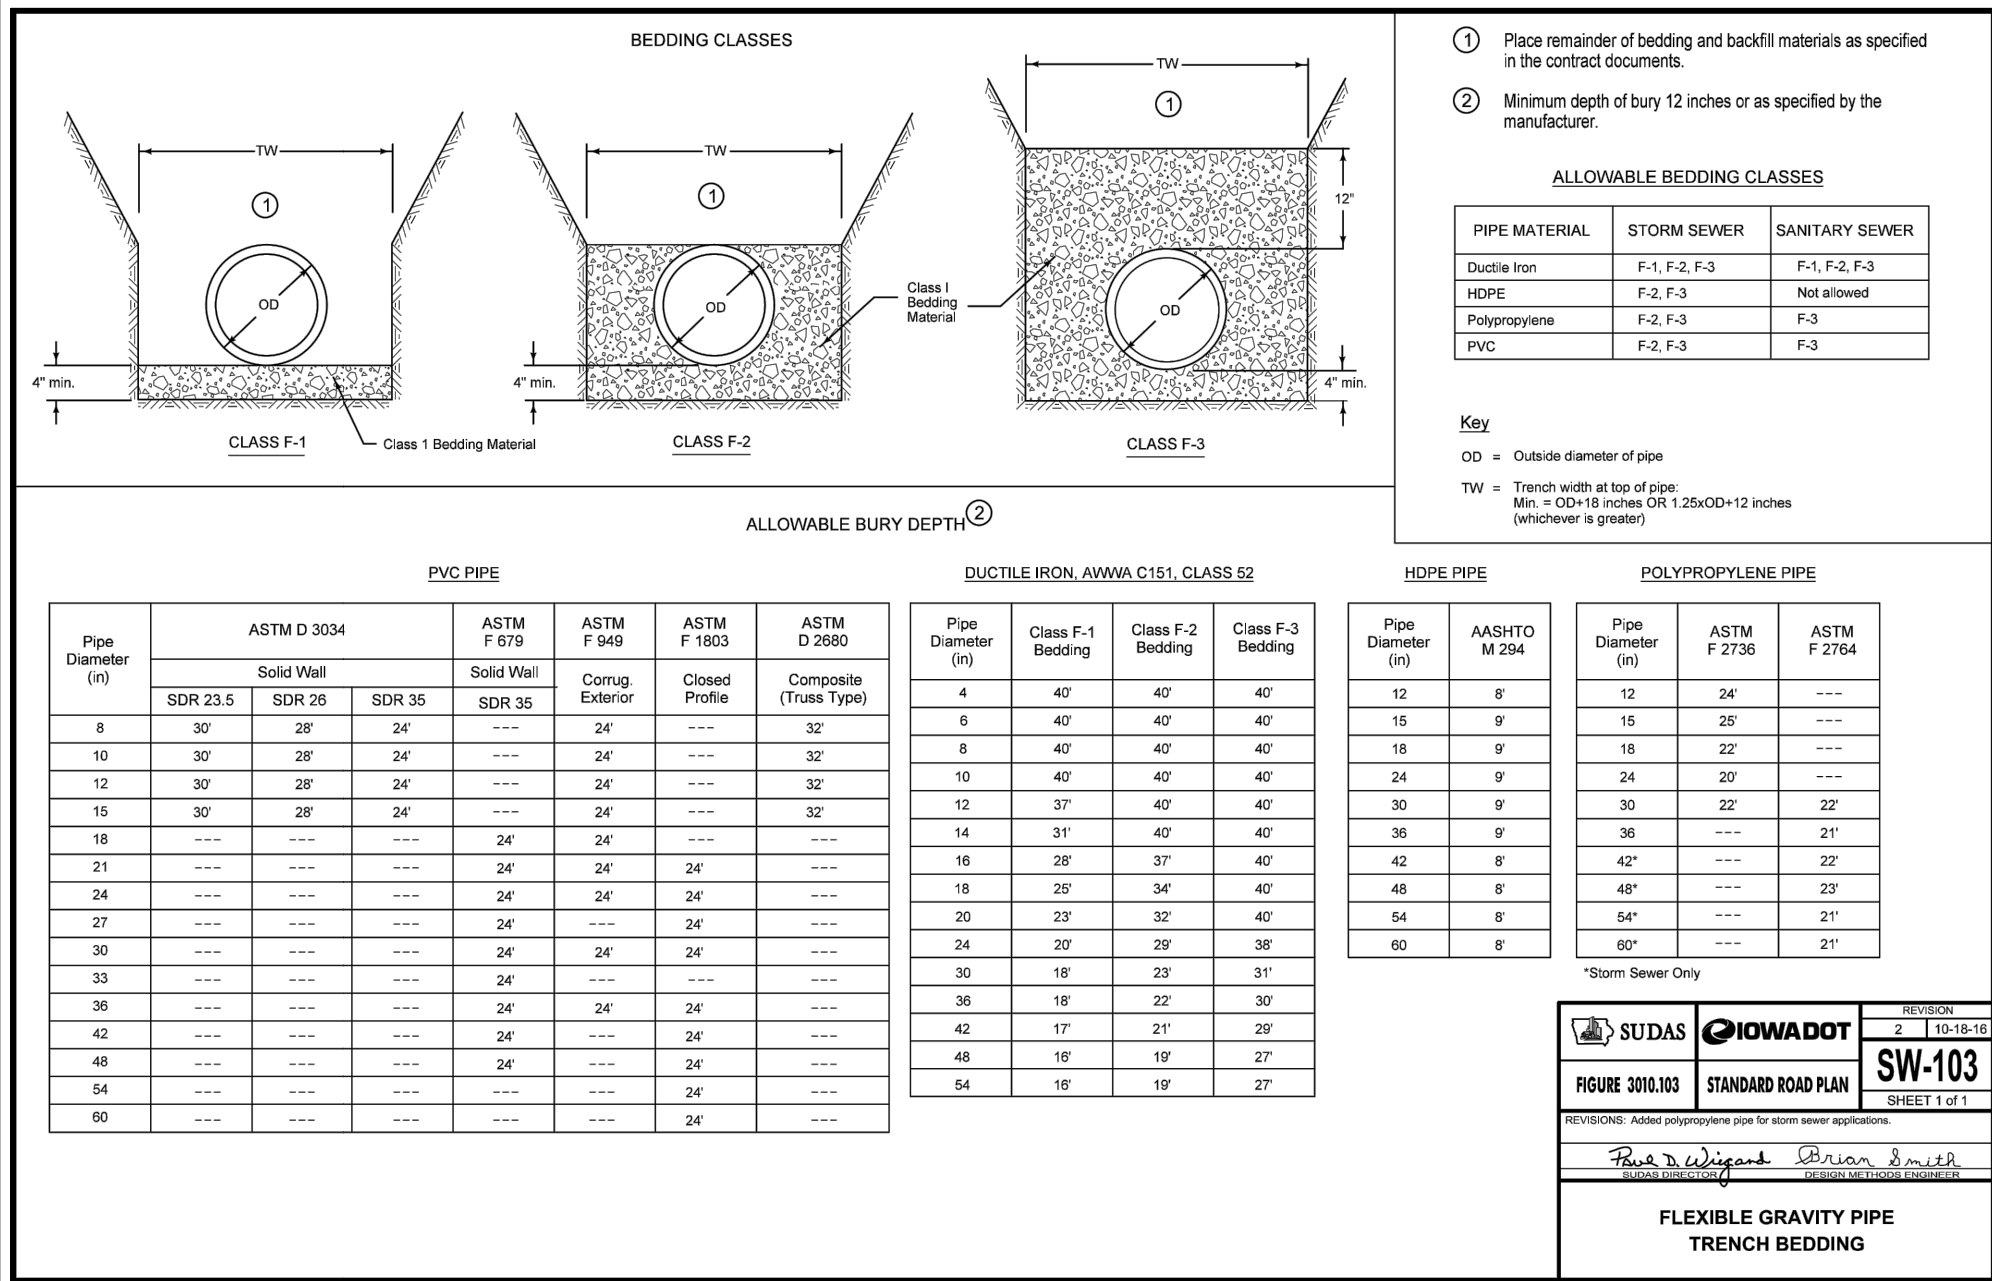 BEDDING CLASSES
TW
1
4" min.
OD
CLASS F-1
Class 1 Bedding Material
TW
1
4" min.
OD
CLASS F-2
Class I
Bedding
Material
TW
1
12"
OD
4" min.
CLASS F-3
1 Place remainder of bedding and backfill materials as specified
in the contract documents.
2 Minimum depth of bury 12 inches or as specified by the
manufacturer.
ALLOWABLE BEDDING CLASSES
PIPE MATERIAL STORM SEWER SANITARY SEWER
Ductile Iron F-1, F-2, F-3 F-1, F-2, F-3
HDPE F-2, F-3 Not allowed
Polypropylene F-2, F-3 F-3
PVC F-2, F-3 F-3
Key
OD = Outside diameter of pipe
TW = Trench width at top of pipe:
Min. = OD+18 inches OR 1.25xOD+12 inches
(whichever is greater)
ALLOWABLE BURY DEPTH 2
PVC PIPE
Pipe
Diameter
(in)
ASTM D 3034
ASTM
F 679
ASTM
F 949
ASTM
F 1803
ASTM
D 2680
Solid Wall
Solid Wall
Corrug.
Exterior
Closed
Profile
Composite
(Truss Type)
SDR 23.5 SDR 26 SDR 35 SDR 35
8 30' 28' 24' --- 24' --- 32'
10 30' 28' 24' --- 24' --- 32'
12 30' 28' 24' --- 24' --- 32'
15 30' 28' 24' --- 24' --- 32'
18 --- --- --- 24' 24' --- ---
21 --- --- --- 24' 24' 24' ---
24 --- --- --- 24' 24' 24' ---
27 --- --- --- 24' --- 24' ---
30 --- --- --- 24' 24' 24' ---
33 --- --- --- 24' --- --- ---
36 --- --- --- 24' 24' 24' ---
42 --- --- --- 24' --- 24' ---
48 --- --- --- 24' --- 24' ---
54 --- --- --- --- --- 24' ---
60 --- --- --- --- --- 24' ---
DUCTILE IRON, AWWA C151, CLASS 52
Pipe
Diameter
(in)
Class F-1
Bedding
Class F-2
Bedding
Class F-3
Bedding
4 40' 40' 40'
6 40' 40' 40'
8 40' 40' 40'
10 40' 40' 40'
12 37' 40' 40'
14 31' 40' 40'
16 28' 37' 40'
18 25' 34' 40'
20 23' 32' 40'
24 20' 29' 38'
30 18' 23' 31'
36 18' 22' 30'
42 17' 21' 29'
48 16' 19' 27'
54 16' 19' 27'
HDPE PIPE
Pipe
Diameter
(in)
AASHTO
M 294
12 8'
15 9'
18 9'
24 9'
30 9'
36 9'
42 8'
48 8'
54 8'
60 8'
POLYPROPYLENE PIPE
Pipe
Diameter
(in)
ASTM
F 2736
ASTM
F 2764
12 24' ---
15 25' ---
18 22' ---
24 20' ---
30 22' 22'
36 --- 21'
42* --- 22'
48* --- 23'
54* --- 21'
60* --- 21'
*Storm Sewer Only
SUDAS
IOWADOT
REVISION
2 10-18-16
SW-103
SHEET 1 of 1
FIGURE 3010.103
STANDARD ROAD PLAN
REVISIONS: Added polypropylene pipe for storm sewer applications.
Paul D. Wiegand
SUDAS DIRECTOR
Brian Smith
DESIGN METHODS ENGINEER
FLEXIBLE GRAVITY PIPE
TRENCH BEDDING